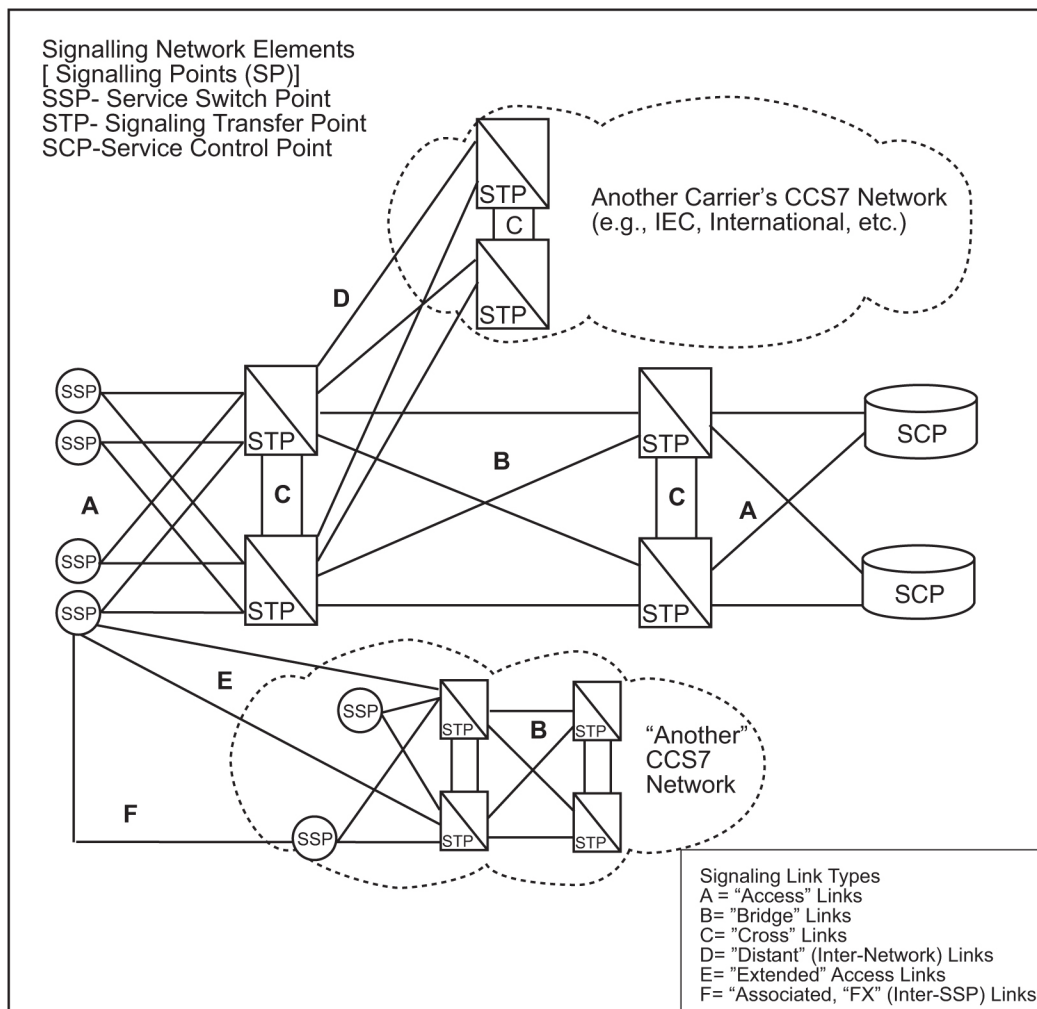 Signalling Network Elements
[ Signalling Points (SP)]
SSP- Service Switch Point
STP- Signaling Transfer Point
SCP-Service Control Point
STP
C
STP
Another Carrier’s CCS7 Network
(e.g., IEC, International, etc.)
D
SSP
SSP
A
SSP
SSP
STP
C
STP
B
STP
C
STP
A
SCP
SCP
E
F
SSP
SSP
STP
STP
B
STP
STP
“Another”
CCS7
Network
Signaling Link Types
A = “Access” Links
B= ”Bridge” Links
C= ”Cross” Links
D= ”Distant” (Inter-Network) Links
E= ”Extended” Access Links
F= “Associated, “FX” (Inter-SSP) Links